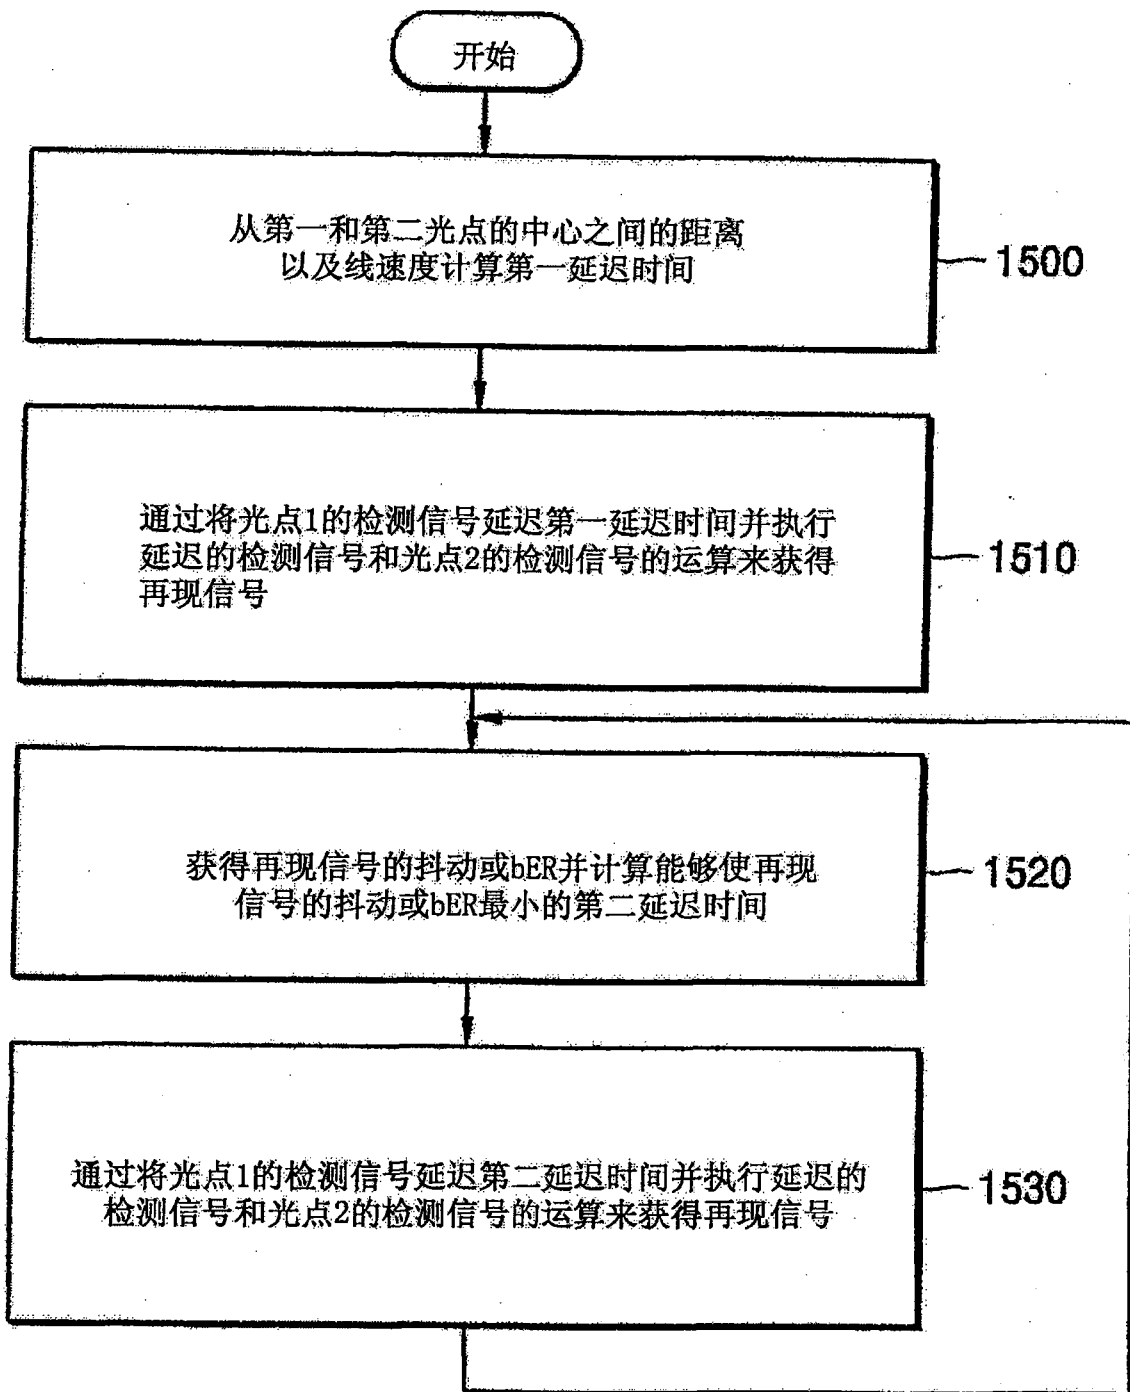 开始
从第一和第二光点的中心之间的距离
以及线速度计算第一延迟时间
1500
通过将光点1的检测信号延迟第一延迟时间并执行
延迟的检测信号和光点2的检测信号的运算来获得
再现信号
1510
获得再现信号的抖动或bER并计算能够使再现
信号的抖动或bER最小的第二延迟时间
1520
通过将光点1的检测信号延迟第二延迟时间并执行延迟的
检测信号和光点2的检测信号的运算来获得再现信号
1530